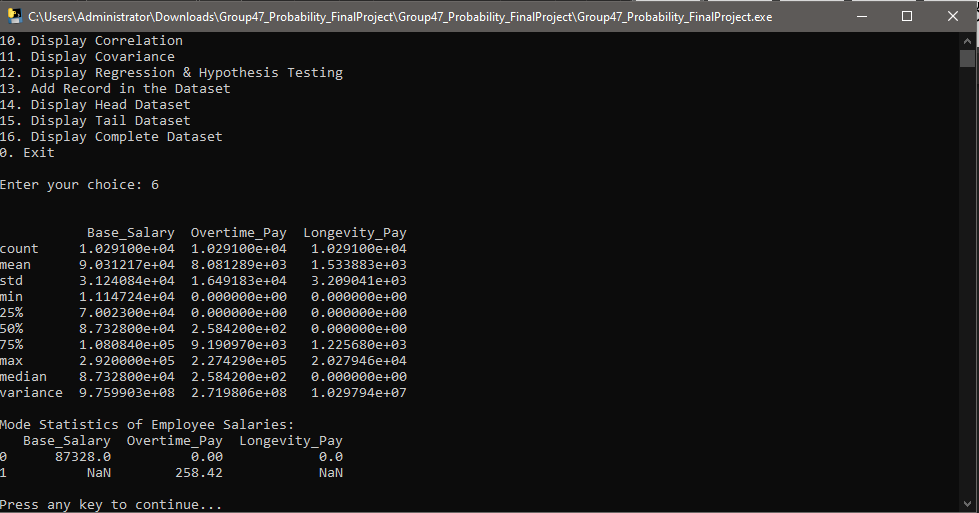 C:\Users\Administrator\Downloads\Group47_Probability_FinalProject\Group47_Probability_FinalProject\Group47_Probability_FinalProject.exe
10. Display Correlation
11. Display Covariance
12. Display Regression & Hypothesis Testing
13. Add Record in the Dataset
14. Display Head Dataset
15. Display Tail Dataset
16. Display Complete Dataset
0. Exit
Enter your choice: 6
Base_Salary Overtime_Pay Longevity_Pay
count 1.029100e+04 1.029100e+04 1.029100e+04
mean 9.031217e+04 8.081289e+03 1.533883e+03
std 3.124084e+04 1.649183e+04 3.209041e+03
min 1.114724e+04 0.000000e+00 0.000000e+00
25% 7.002300e+04 0.000000e+00 0.000000e+00
50% 8.732800e+04 2.584200e+02 0.000000e+00
75% 1.080840e+05 9.190970e+03 1.225680e+03
max 2.920000e+05 2.274290e+05 2.027946e+04
median 8.732800e+04 2.584200e+02 0.000000e+00
variance 9.759903e+08 2.719806e+08 1.029794e+07
Mode Statistics of Employee Salaries:
Base_Salary Overtime_Pay Longevity_Pay
0 87328.0 0.00 0.0
1 NaN 258.42 NaN
Press any key to continue...